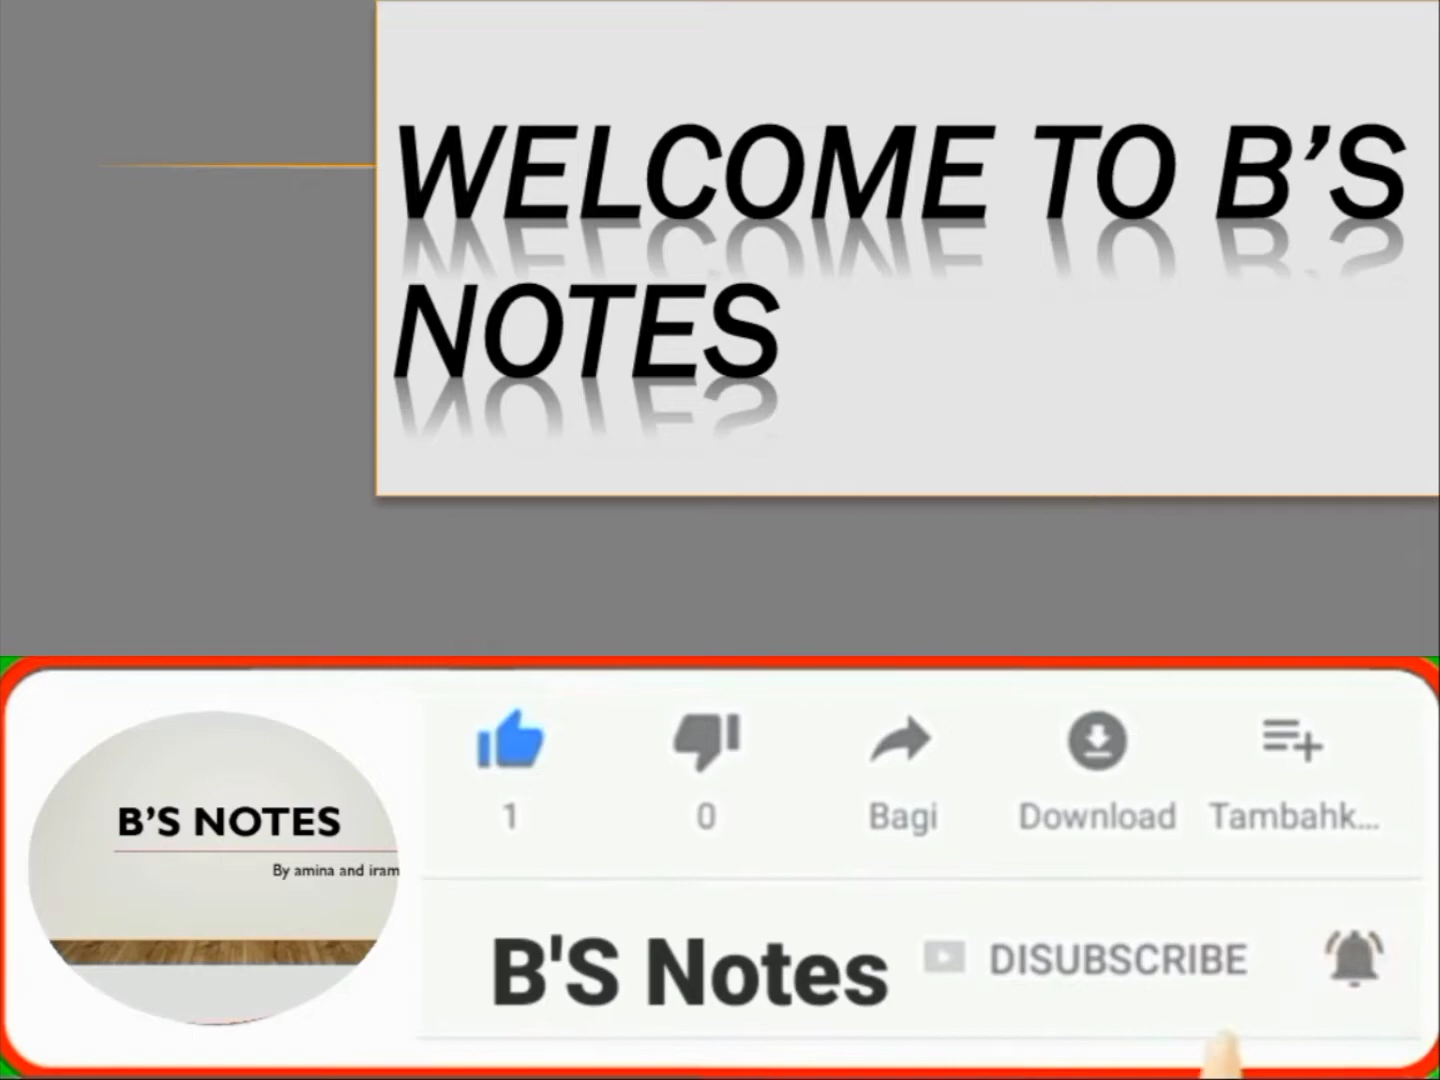 WELCOME TO B’S
NOTES
B’S NOTES
By amina and iram
1
0
Bagi
Download
Tambahk...
B'S Notes
DISUBSCRIBE